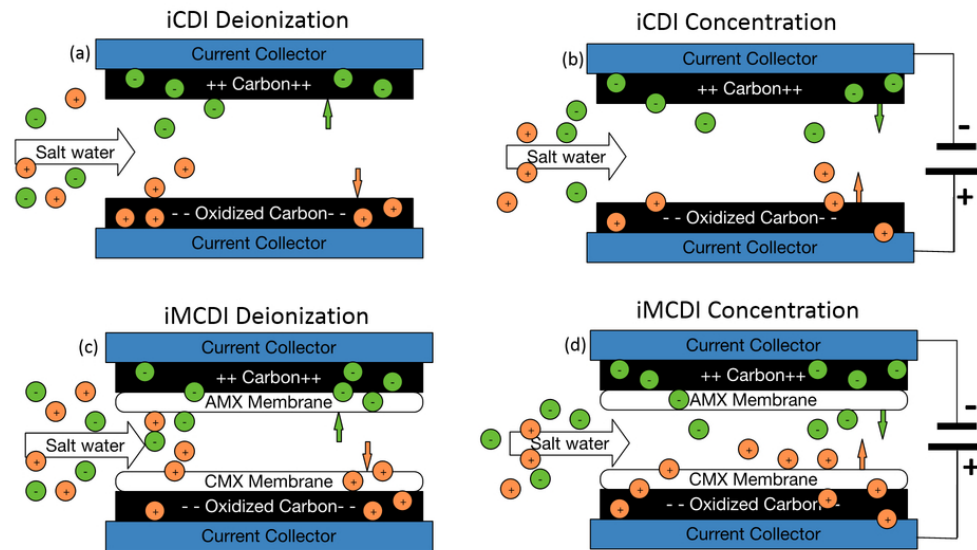 iCDI Deionization
(a)
Current Collector
++ Carbon++
Salt water
- - Oxidized Carbon- -
Current Collector
iCDI Concentration
(b)
Current Collector
++ Carbon++
Salt water
- - Oxidized Carbon- -
Current Collector
-
+
iMCDI Deionization
(c)
Current Collector
++ Carbon++
AMX Membrane
Salt water
CMX Membrane
- - Oxidized Carbon- -
Current Collector
iMCDI Concentration
(d)
Current Collector
++ Carbon++
AMX Membrane
Salt water
CMX Membrane
- - Oxidized Carbon- -
Current Collector
-
+